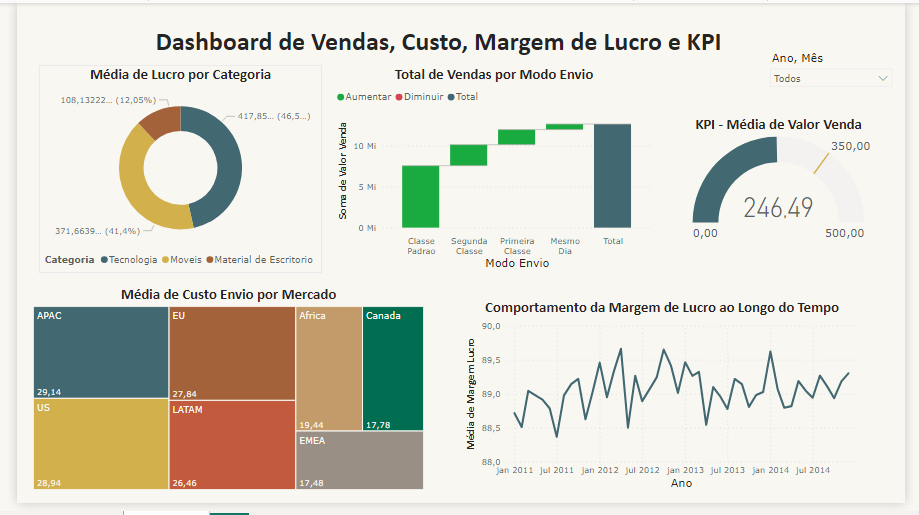 Dashboard de Vendas, Custo, Margem de Lucro e KPI
Ano, Mês
Todos
Média de Lucro por Categoria
108,13222... (12,05%)
417,85... (46,5...)
371,6639... (41,4%)
Categoria Tecnologia Moveis Material de Escritorio
Total de Vendas por Modo Envio
Aumentar Diminuir Total
Soma de Valor Venda
10 Mi
5 Mi
0 Mi
Classe Padrao
Segunda Classe
Primeira Classe
Mesmo Dia
Total
Modo Envio
KPI - Média de Valor Venda
350,00
246,49
0,00
500,00
Média de Custo Envio por Mercado
APAC
29,14
US
28,94
EU
27,84
LATAM
26,46
Africa
19,44
Canada
17,78
EMEA
17,48
Comportamento da Margem de Lucro ao Longo do Tempo
Média de Margem Lucro
90,0
89,5
89,0
88,5
88,0
Jan 2011 Jul 2011 Jan 2012 Jul 2012 Jan 2013 Jul 2013 Jan 2014 Jul 2014
Ano